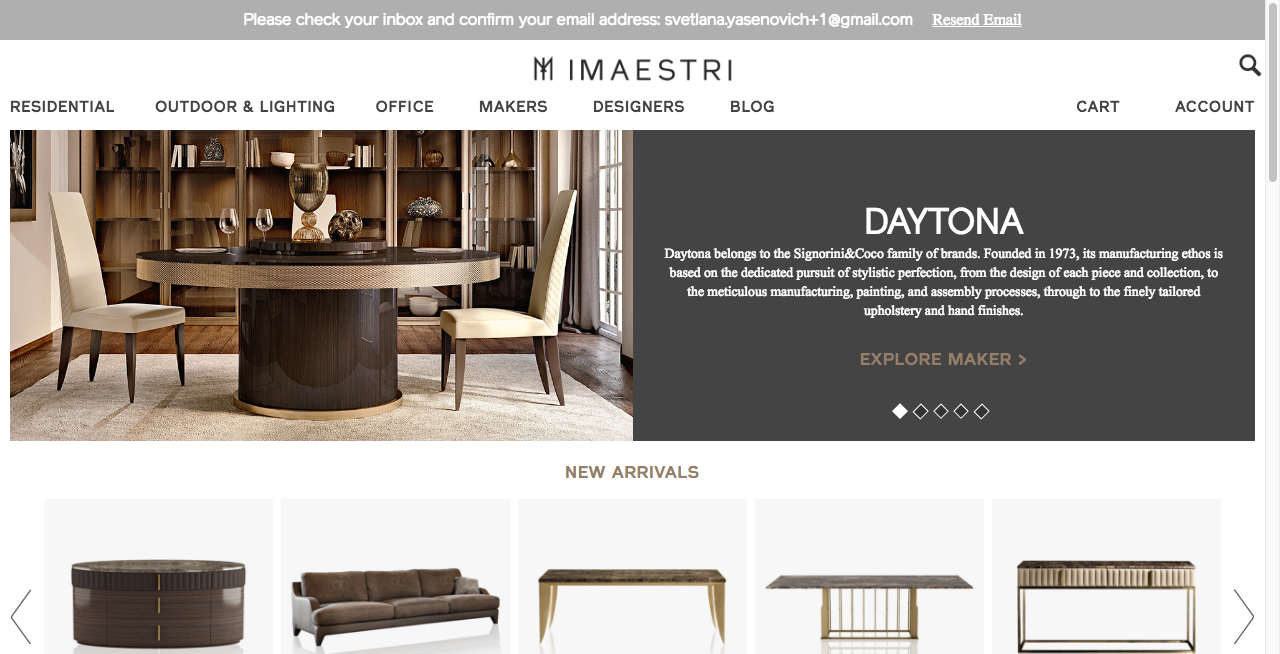 Please check your inbox and confirm your email address: svetlana.yasenovich+1@gmail.com Resend Email
IMAESTRI
RESIDENTIAL OUTDOOR & LIGHTING OFFICE MAKERS DESIGNERS BLOG CART ACCOUNT
DAYTONA
Daytona belongs to the Signorini&Coco family of brands. Founded in 1973, its manufacturing ethos is
based on the dedicated pursuit of stylistic perfection, from the design of each piece and collection, to
the meticulous manufacturing, painting, and assembly processes, through to the finely tailored
upholstery and hand finishes.
EXPLORE MAKER >
NEW ARRIVALS